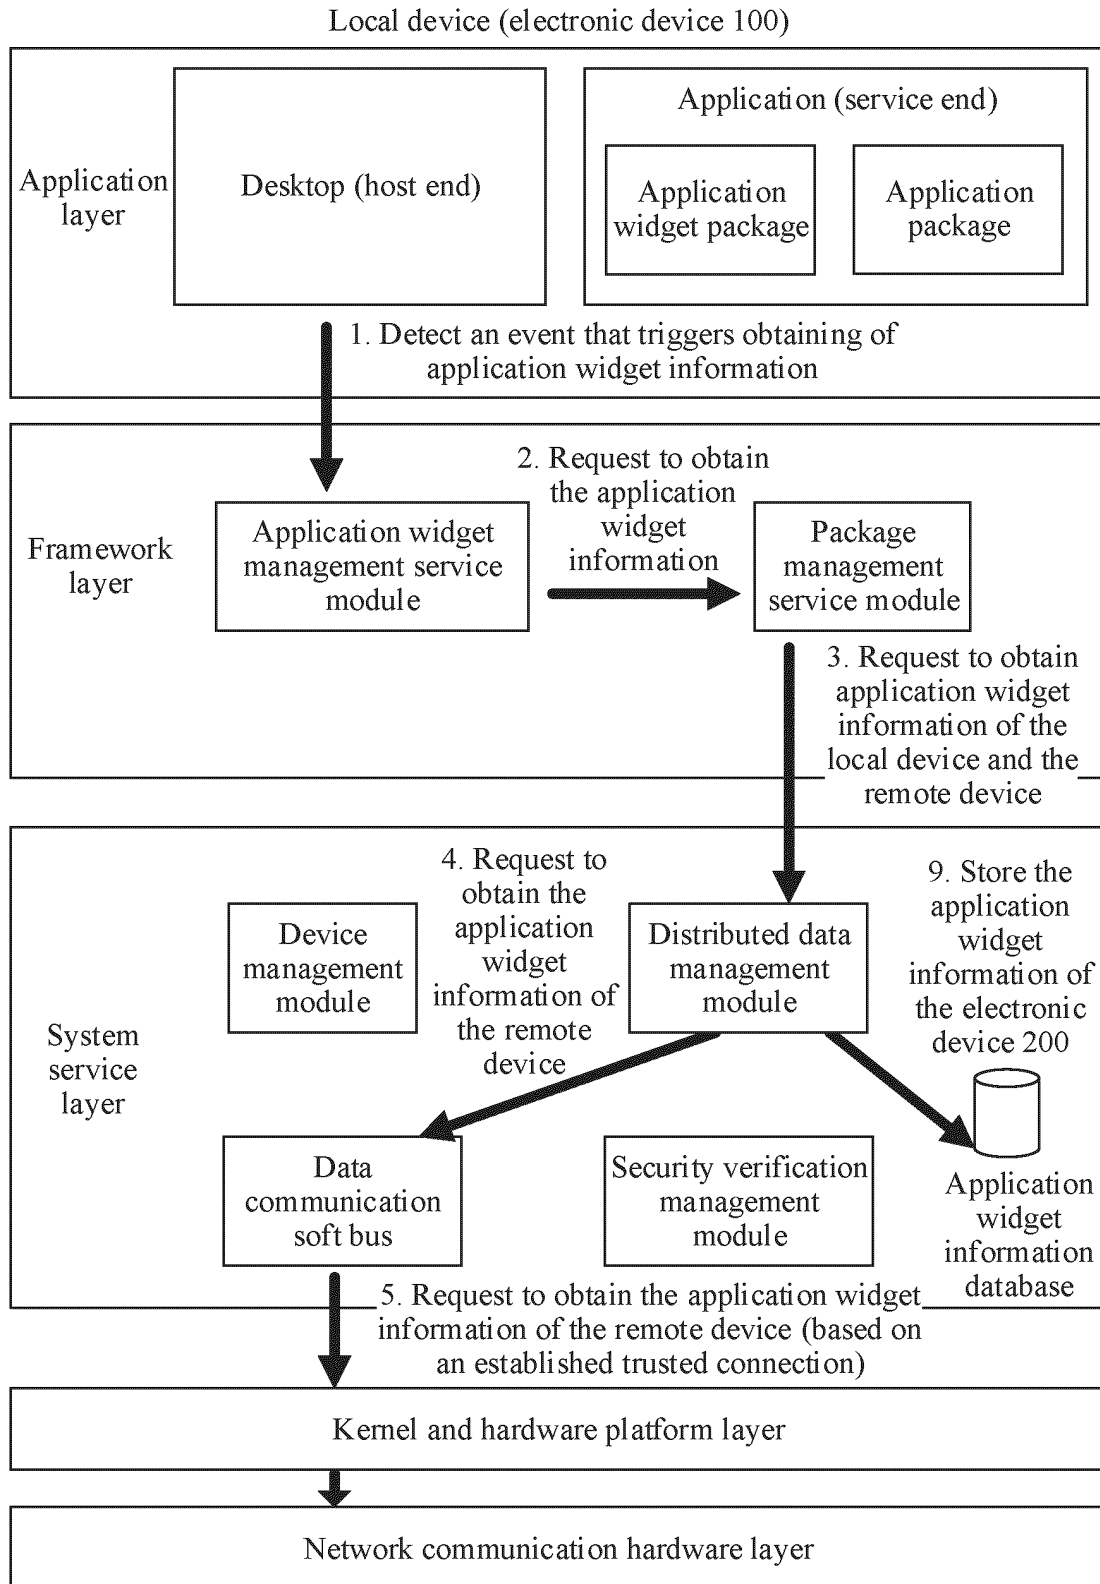 Local device (electronic device 100)
Application
layer
Desktop (host end)
Application (service end)
Application
widget package
Application
package
1. Detect an event that triggers obtaining of
application widget information
Framework
layer
Application widget
management service
module
2. Request to obtain
the application
widget
information
Package
management
service module
3. Request to obtain
application widget
information of the
local device and the
remote device
System
service
layer
Device
management
module
4. Request to
obtain the
application
widget
information of
the remote
device
Distributed data
management
module
9. Store the
application
widget
information of
the electronic
device 200
Data
communication
soft bus
Security verification
management
module
Application
widget
information
database
5. Request to obtain the application widget
information of the remote device (based on
an established trusted connection)
Kernel and hardware platform layer
Network communication hardware layer